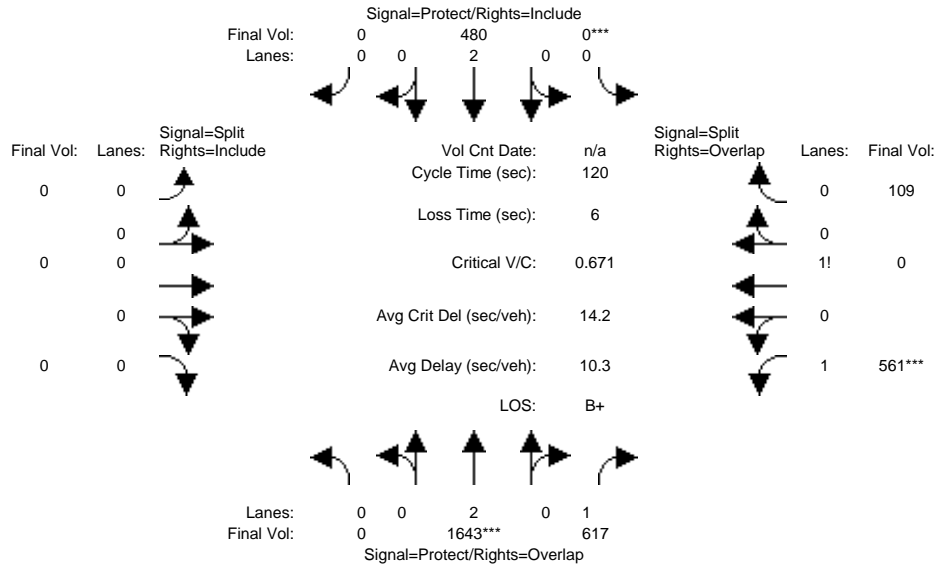 Signal=Protect/Rights=Include
Final Vol: 0 480 0***
Lanes: 0 0 2 0 0
Signal=Split
Final Vol: Lanes: Rights=Include
Vol Cnt Date: n/a
Signal=Split
Rights=Overlap Lanes: Final Vol:
Cycle Time (sec): 120
0 0
0 109
Loss Time (sec): 6
0
0
0 0
Critical V/C: 0.671
1! 0
0
Avg Crit Del (sec/veh): 14.2
0
0 0
Avg Delay (sec/veh): 10.3
1 561***
LOS: B+
Lanes: 0 0 2 0 1
Final Vol: 0 1643*** 617
Signal=Protect/Rights=Overlap